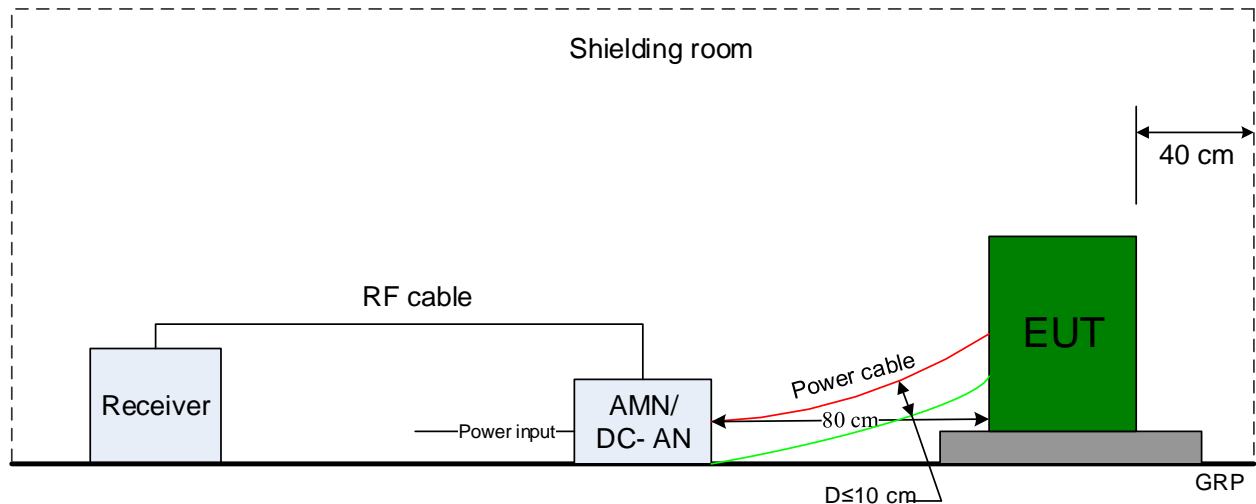 Shielding room
40 cm
RF cable
EUT
Power cable
Receiver
AMN/
DC- AN
Power input
80 cm
GRP
D≤10 cm